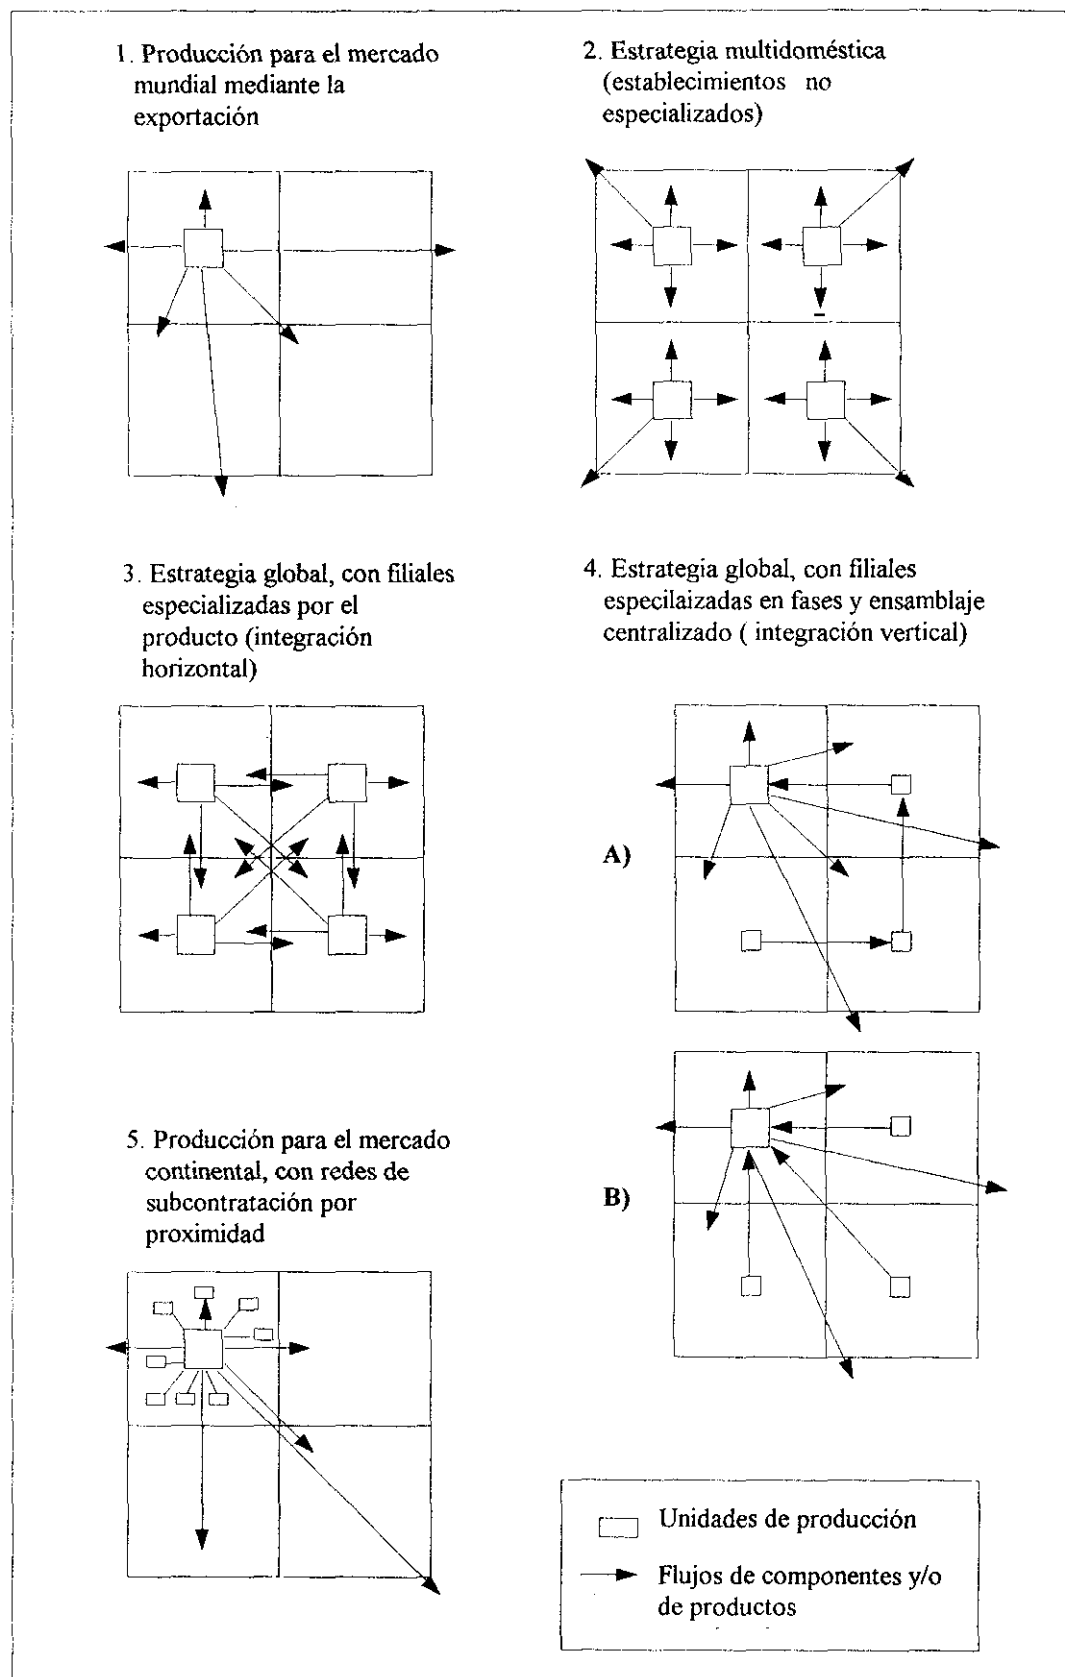 1. Producción para el mercado
mundial mediante la
exportación
2. Estrategia multidoméstica
(establecimientos no
especializados)
3. Estrategia global, con filiales
especializadas por el
producto (integración
horizontal)
4. Estrategia global, con filiales
especilaizadas en fases y ensamblaje
centralizado ( integración vertical)
A)
B)
5. Producción para el mercado
continental, con redes de
subcontratación por
proximidad
Unidades de producción
Flujos de componentes y/o
de productos